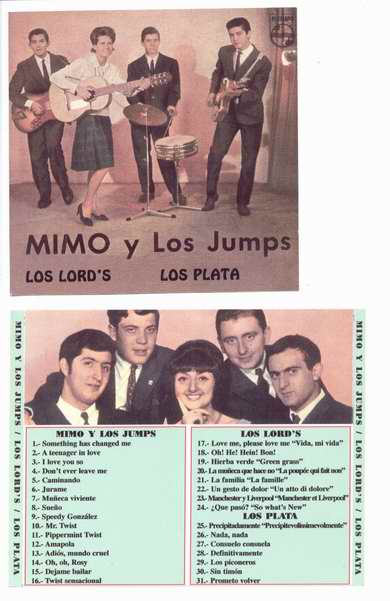 PHILIPS
MIMO y Los Jumps
LOS LORD'S LOS PLATA
MIMO Y LOS JUMPS / LOS LORD'S / LOS PLATA
MIMO Y LOS JUMPS
1.- Something has changed me
2.- A teenager in love
3.- I love you so
4.- Don't ever leave me
5.- Caminando
6.- Jurame
7.- Muñeca viviente
8.- Sueño
9.- Speedy González
10.- Mr. Twist
11.- Pippermint Twist
12.- Amapola
13.- Adiós, mundo cruel
14.- Oh, oh, Rosy
15.- Dejame bailar
16.- Twist sensacional
LOS LORD'S
17.- Love me, please love me "Vida, mi vida"
18.- Oh! He! Hein! Bon!
19.- Hierba verde "Green grass"
20.- La muñeca que hace no "La poupée qui fait non"
21.- La familia "La famille"
22.- Un gesto de dolor "Un atto di dolore"
23.- Manchester y Liverpool "Manchester et Liverpool"
24.- ¿Que pasó? "So what's New"
LOS PLATA
25.- Precipitadamente "Precipitevolissimevolmente"
26.- Nada, nada
27.- Consuelo consuela
28.- Definitivamente
29.- Los piconeros
30.- Sin timón
31.- Prometo volver
MIMO Y LOS JUMPS / LOS LORD'S / LOS PLATA